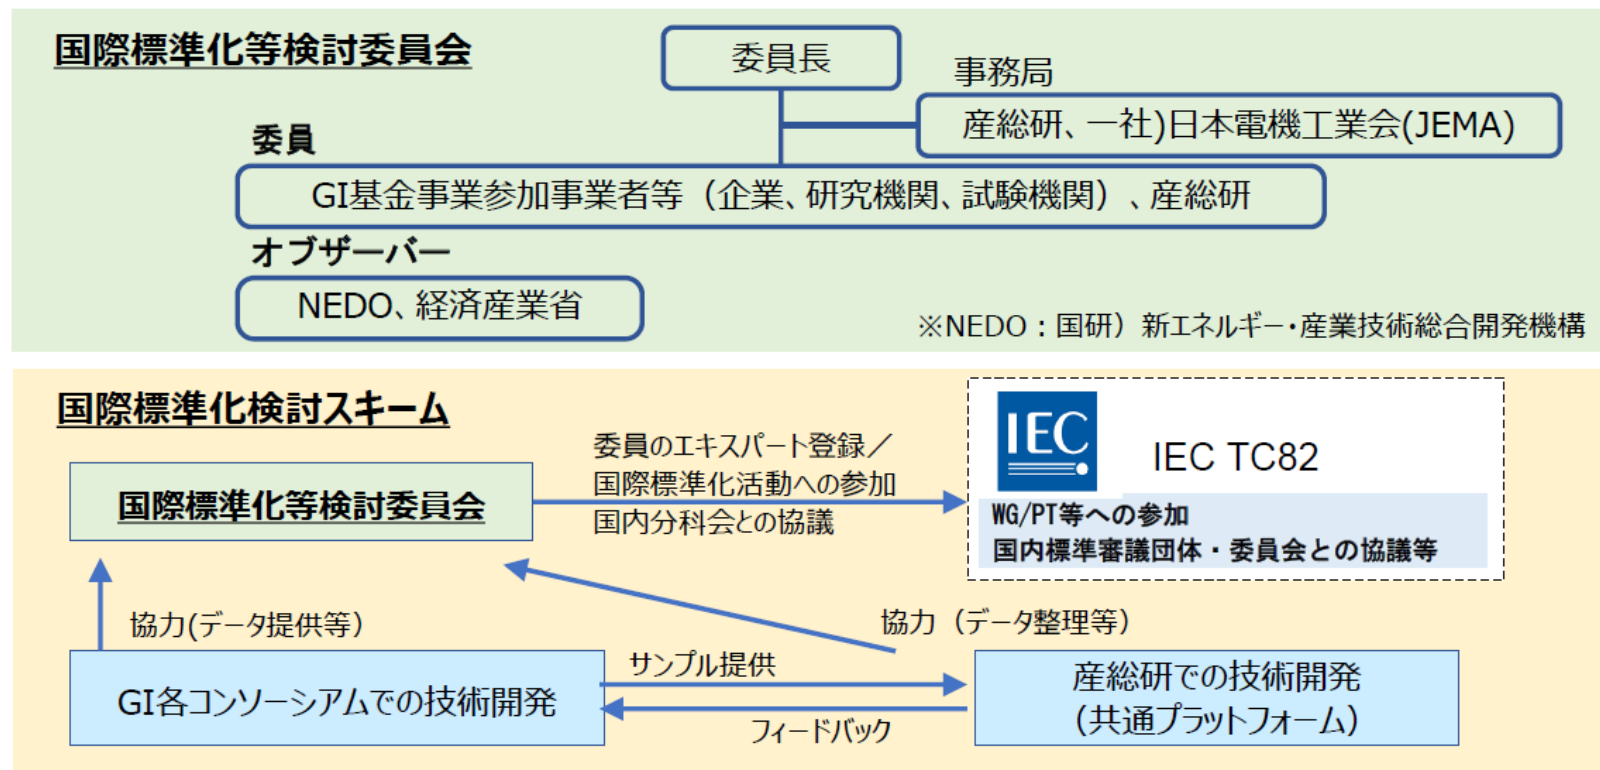 国際標準化等検討委員会
委員長
事務局
産総研、一社)日本電機工業会(JEMA)
委員
GI基金事業参加事業者等（企業、研究機関、試験機関）、産総研
オブザーバー
NEDO、経済産業省
※NEDO：国研）新エネルギー・産業技術総合開発機構
国際標準化検討スキーム
国際標準化等検討委員会
委員のエキスパート登録／
国際標準化活動への参加
国内分科会との協議
IEC
IEC TC82
WG/PT等への参加
国内標準審議団体・委員会との協議等
協力(データ提供等）
協力（データ整理等）
GI各コンソーシアムでの技術開発
サンプル提供
フィードバック
産総研での技術開発
（共通プラットフォーム）